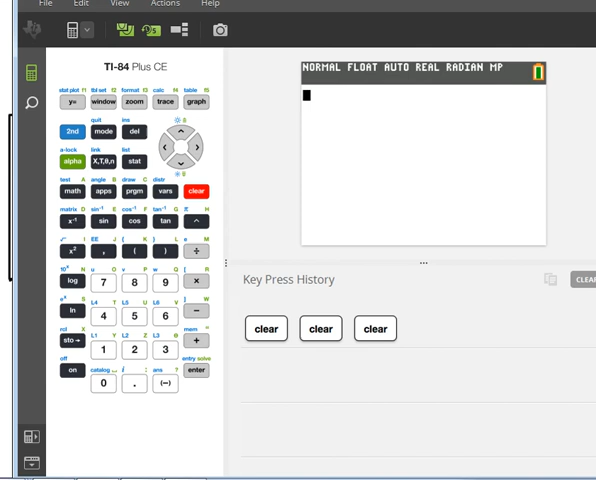 File Edit View Actions Help
TI-84 Plus CE
NORMAL FLOAT AUTO REAL RADIAN MP
stat plot f1 tbl set f2 format f3 calc f4 table f5
y= window zoom trace graph
quit ins
2nd mode del
a-lock link list
alpha X,T,θ,n stat
test A angle B draw C distr
math apps prgm vars clear
matrix D sin⁻¹ E cos⁻¹ F tan⁻¹ G π H
x⁻¹ sin cos tan ^
√ I EE J { K } L e M
x² , ( ) ÷
10ˣ N u O v P w Q [ R
log 7 8 9 ×
eˣ S L4 T L5 U L6 V ] W
ln 4 5 6 −
rcl X L1 Y L2 Z L3 θ mem "
sto→ 1 2 3 +
off catalog i : ans ? entry solve
on 0 . (−) enter
Key Press History
CLEA
clear clear clear